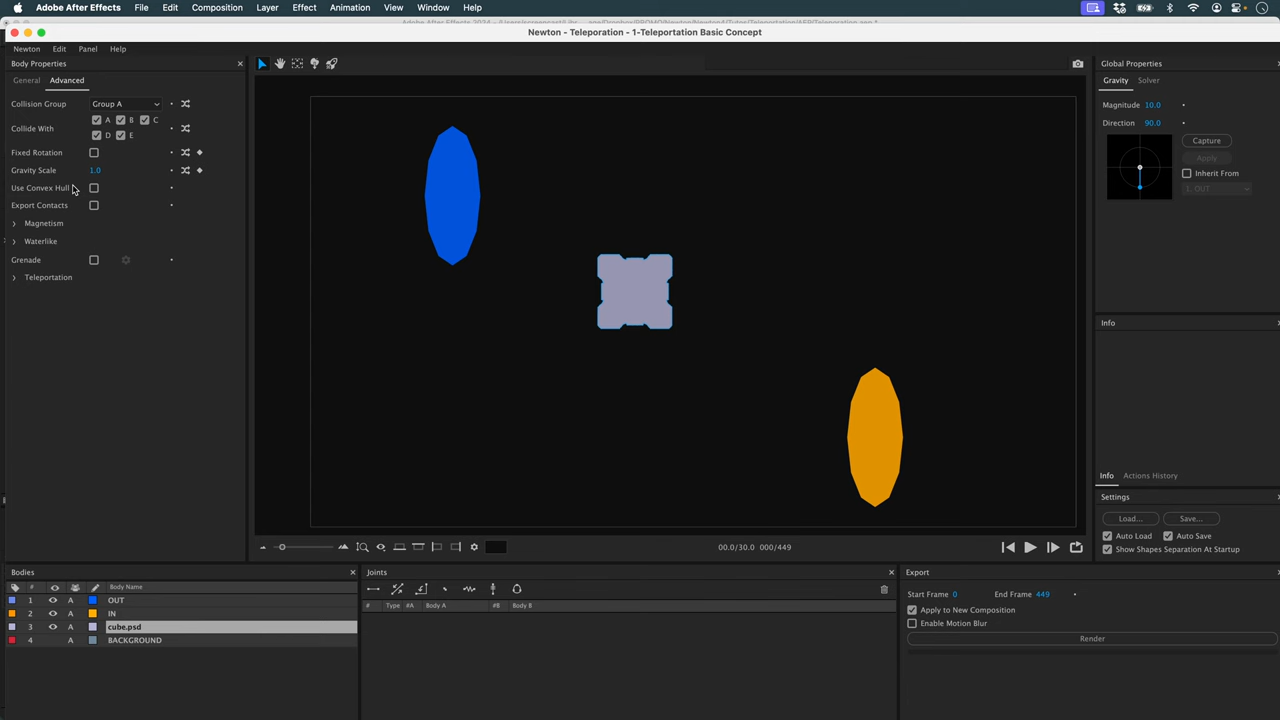 Adobe After Effects File Edit Composition Layer Effect Animation View Window Help
Newton - Teleporation - 1-Teleportation Basic Concept
Newton Edit Panel Help
Body Properties
General Advanced
Collision Group Group A
Collide With A B C
D E
Fixed Rotation
Gravity Scale 1.0
Use Convex Hull
Export Contacts
Magnetism
Waterlike
Grenade
Teleportation
Global Properties
Gravity Solver
Magnitude 10.0
Direction 90.0
Capture
Apply
Inherit From
1. OUT
Info
Info Actions History
Settings
Load... Save...
Auto Load Auto Save
Show Shapes Separation At Startup
00.0/30.0 000/449
Bodies
# Body Name
1 A OUT
2 A IN
3 A cube.psd
4 A BACKGROUND
Joints
# Type #A Body A #B Body B
Export
Start Frame 0 End Frame 449
Apply to New Composition
Enable Motion Blur
Render